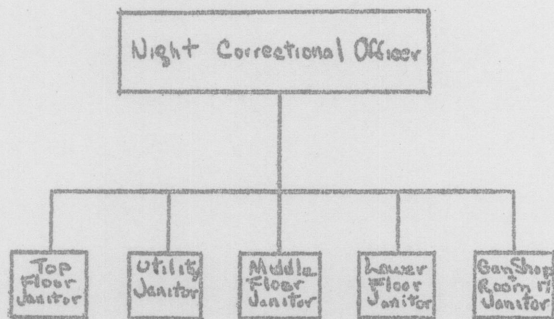 Night Correctional Officer
Top
Floor
Janitor
Utility
Janitor
Middle
Floor
Janitor
Lower
Floor
Janitor
Gun Shop
Room
Janitor